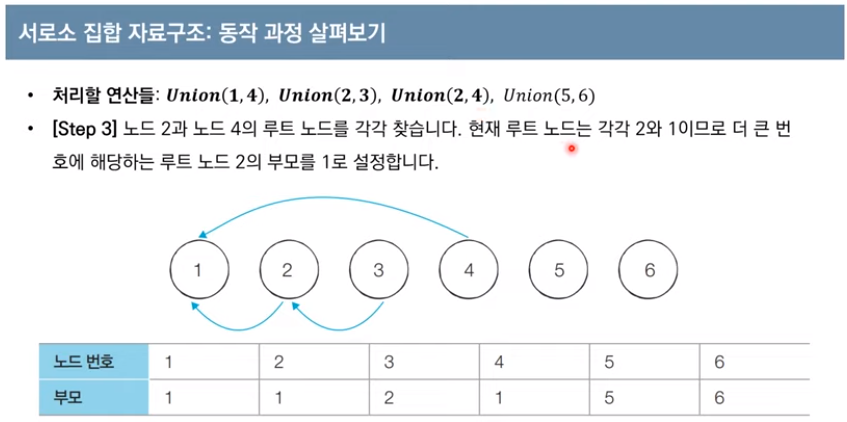 서로소 집합 자료구조: 동작 과정 살펴보기
• 처리할 연산들: Union(1, 4), Union(2, 3), Union(2, 4), Union(5, 6)
• [Step 3] 노드 2과 노드 4의 루트 노드를 각각 찾습니다. 현재 루트 노드는 각각 2와 1이므로 더 큰 번
호에 해당하는 루트 노드 2의 부모를 1로 설정합니다.
1 2 3 4 5 6
노드 번호 1 2 3 4 5 6
부모 1 1 2 1 5 6